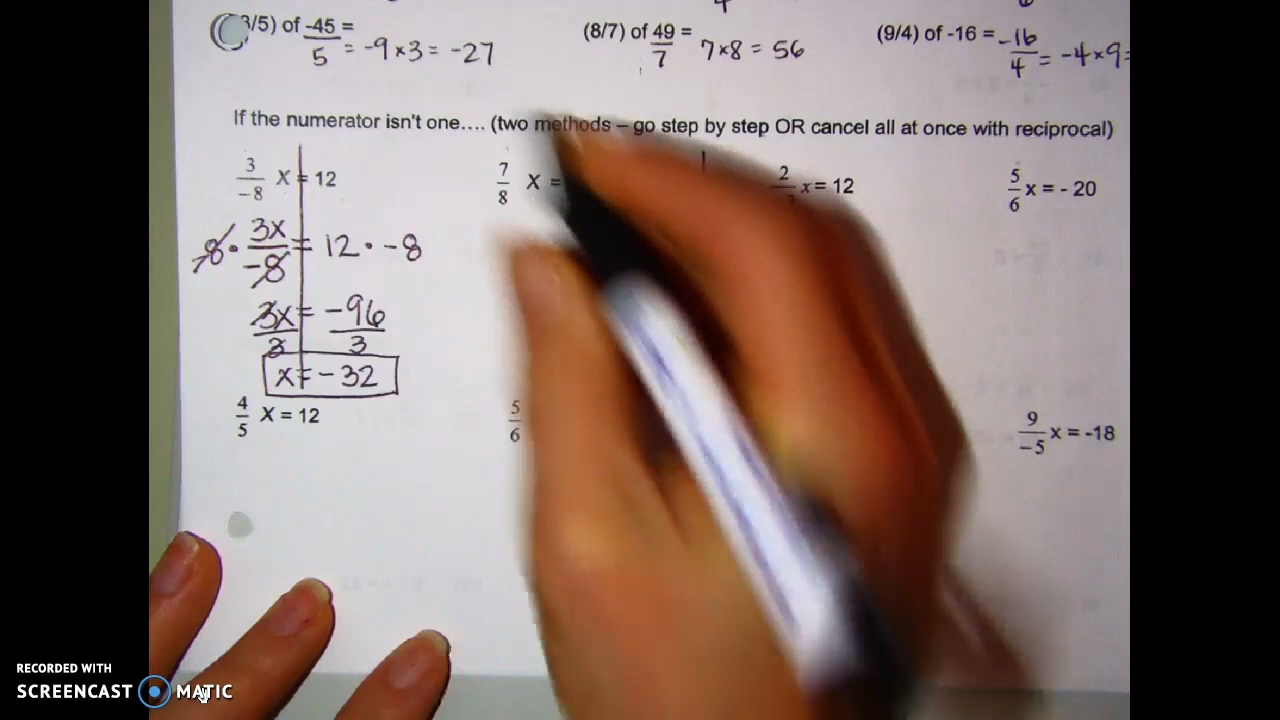 3/5) of -45 =
5 = -9 × 3 = -27
(8/7) of 49 =
7 7×8 = 56
(9/4) of -16 = -16
4 = -4×9=
If the numerator isn't one.... (two methods – go step by step OR cancel all at once with reciprocal)
3/-8 X = 12
7/8 X =
2 x = 12
5/6 x = - 20
-8 · 3x/-8 = 12 · -8
3x/3 = -96/3
x = -32
4/5 X = 12
5/6
9/-5 x = -18
RECORDED WITH
SCREENCAST MATIC